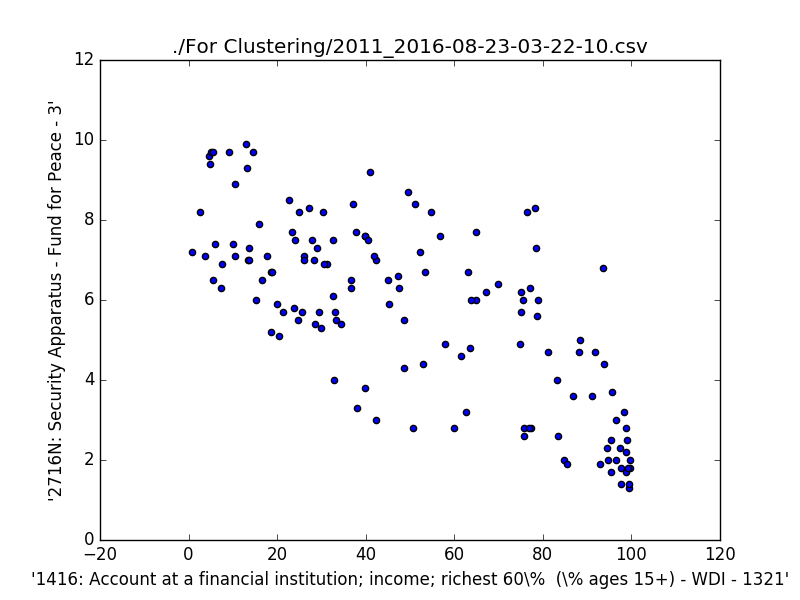 ./For Clustering/2011_2016-08-23-03-22-10.csv
'2716N: Security Apparatus - Fund for Peace - 3'
12
10
8
6
4
2
0
−20 0 20 40 60 80 100 120
'1416: Account at a financial institution; income; richest 60\% (\% ages 15+) - WDI - 1321'